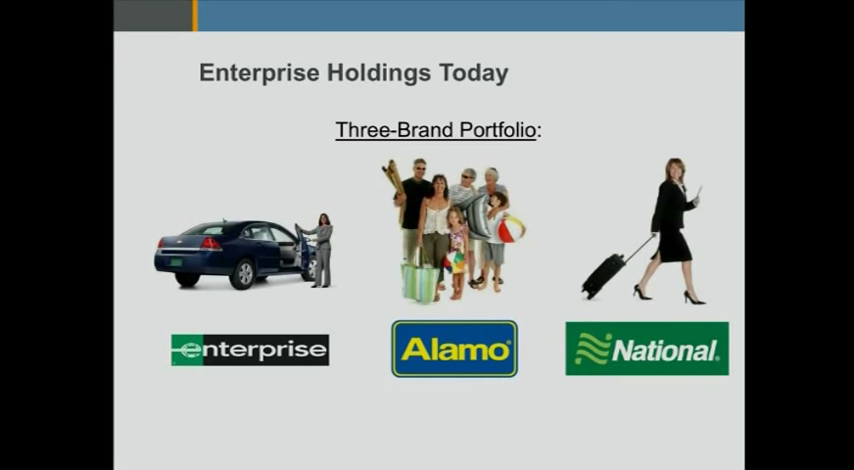 Enterprise Holdings Today
Three-Brand Portfolio:
enterprise
Alamo®
National®